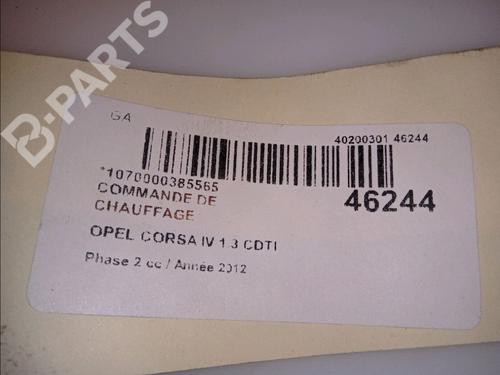 B-PARTS
GA
40200301 46244
*1070000385565
46244
COMMANDE DE
CHAUFFAGE
OPEL CORSA IV 1.3 CDTI
Phase 2 cc / Année 2012